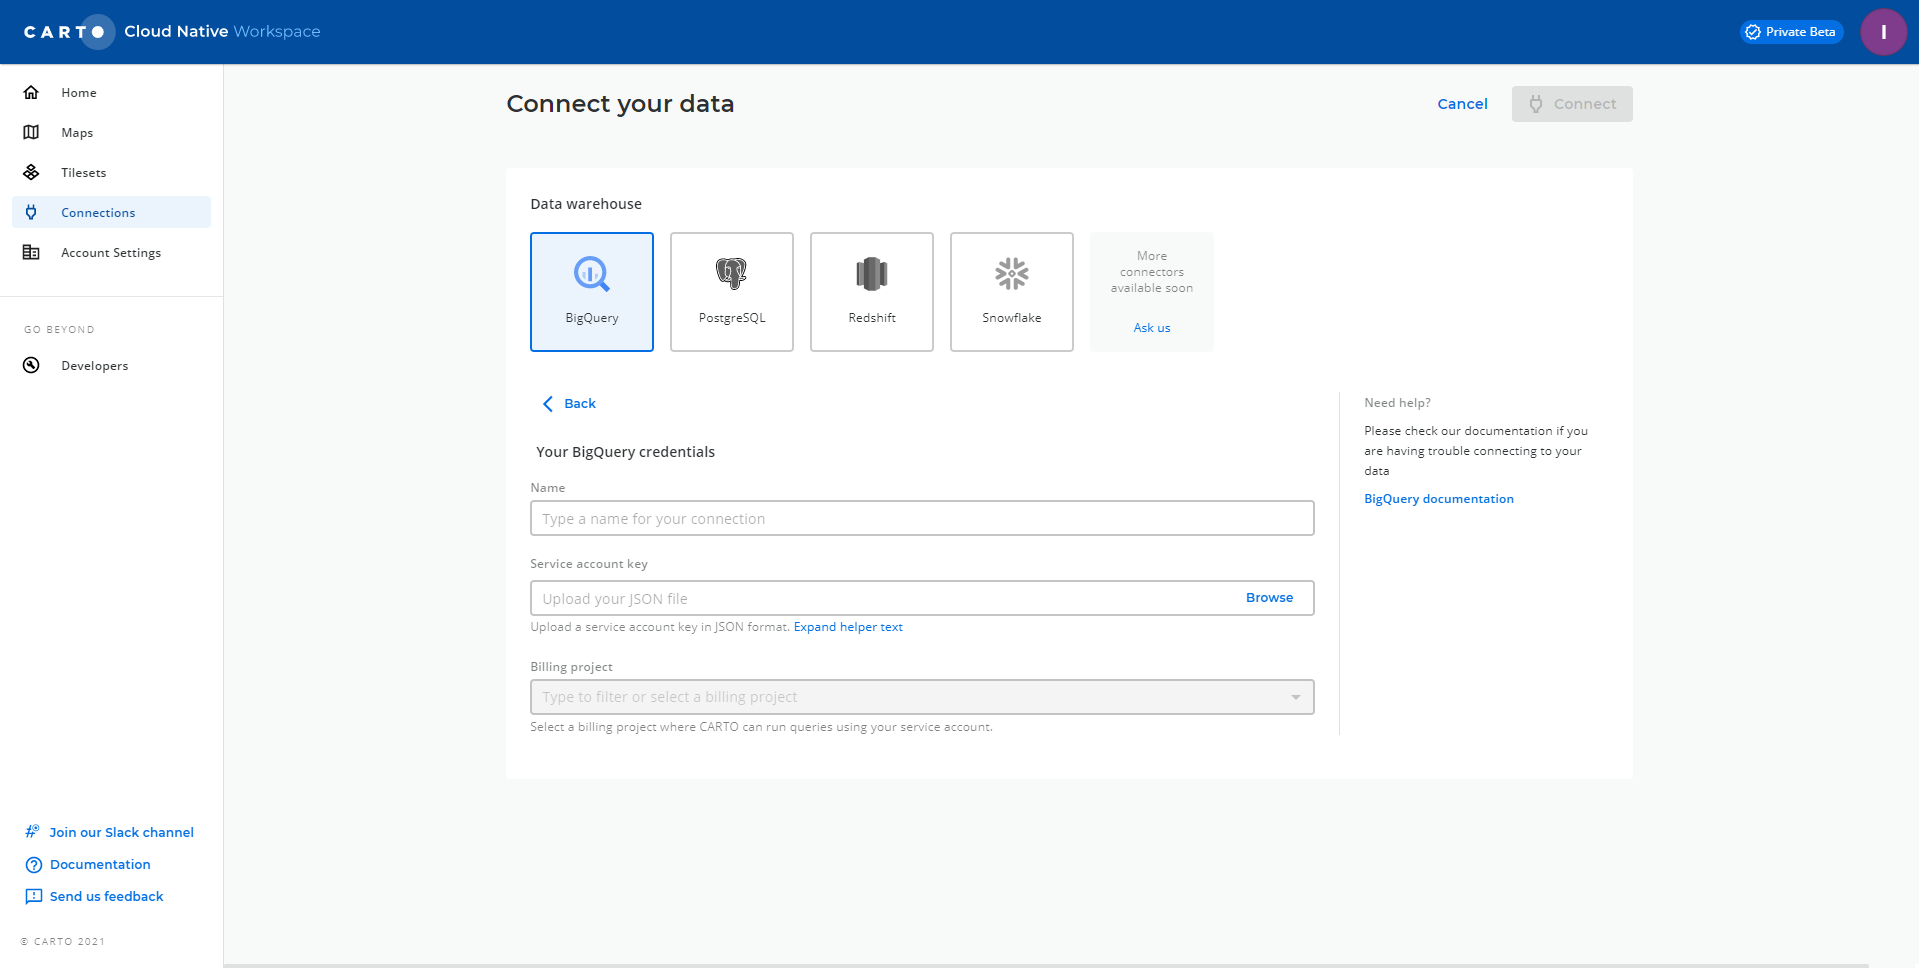 CARTO Cloud Native Workspace
Private Beta
I
Home
Maps
Tilesets
Connections
Account Settings
GO BEYOND
Developers
Join our Slack channel
Documentation
Send us feedback
© CARTO 2021
Connect your data
Cancel
Connect
Data warehouse
BigQuery
PostgreSQL
Redshift
Snowflake
More
connectors
available soon
Ask us
Back
Your BigQuery credentials
Name
Type a name for your connection
Service account key
Upload your JSON file
Browse
Upload a service account key in JSON format. Expand helper text
Billing project
Type to filter or select a billing project
Select a billing project where CARTO can run queries using your service account.
Need help?
Please check our documentation if you
are having trouble connecting to your
data
BigQuery documentation